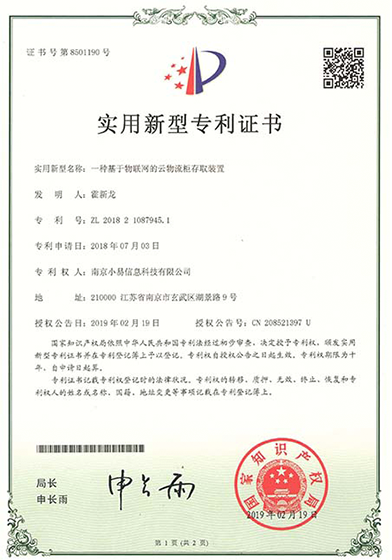 证书号第8501190号
实用新型专利证书
实用新型名称：一种基于物联网的云物流柜存取装置
发明人：霍新龙
专利号：ZL 2018 2 1087945.1
专利申请日：2018年07月03日
专利权人：南京小易信息科技有限公司
地址：210000 江苏省南京市玄武区湖景路9号
授权公告日：2019年02月19日 授权公告号：CN 208521397 U
国家知识产权局依照中华人民共和国专利法经过初步审查，决定授予专利权，颁发实用
新型专利证书并在专利登记簿上予以登记。专利权自授权公告之日起生效。专利权期限为十
年，自申请日起算。
专利证书记载专利权登记时的法律状况。专利权的转移、质押、无效、终止、恢复和专利
权人的姓名或名称、国籍、地址变更等事项记载在专利登记簿上。
局长
申长雨
申长雨
国家知识产权局
2019年02月19日
第 1 页 (共 2 页)